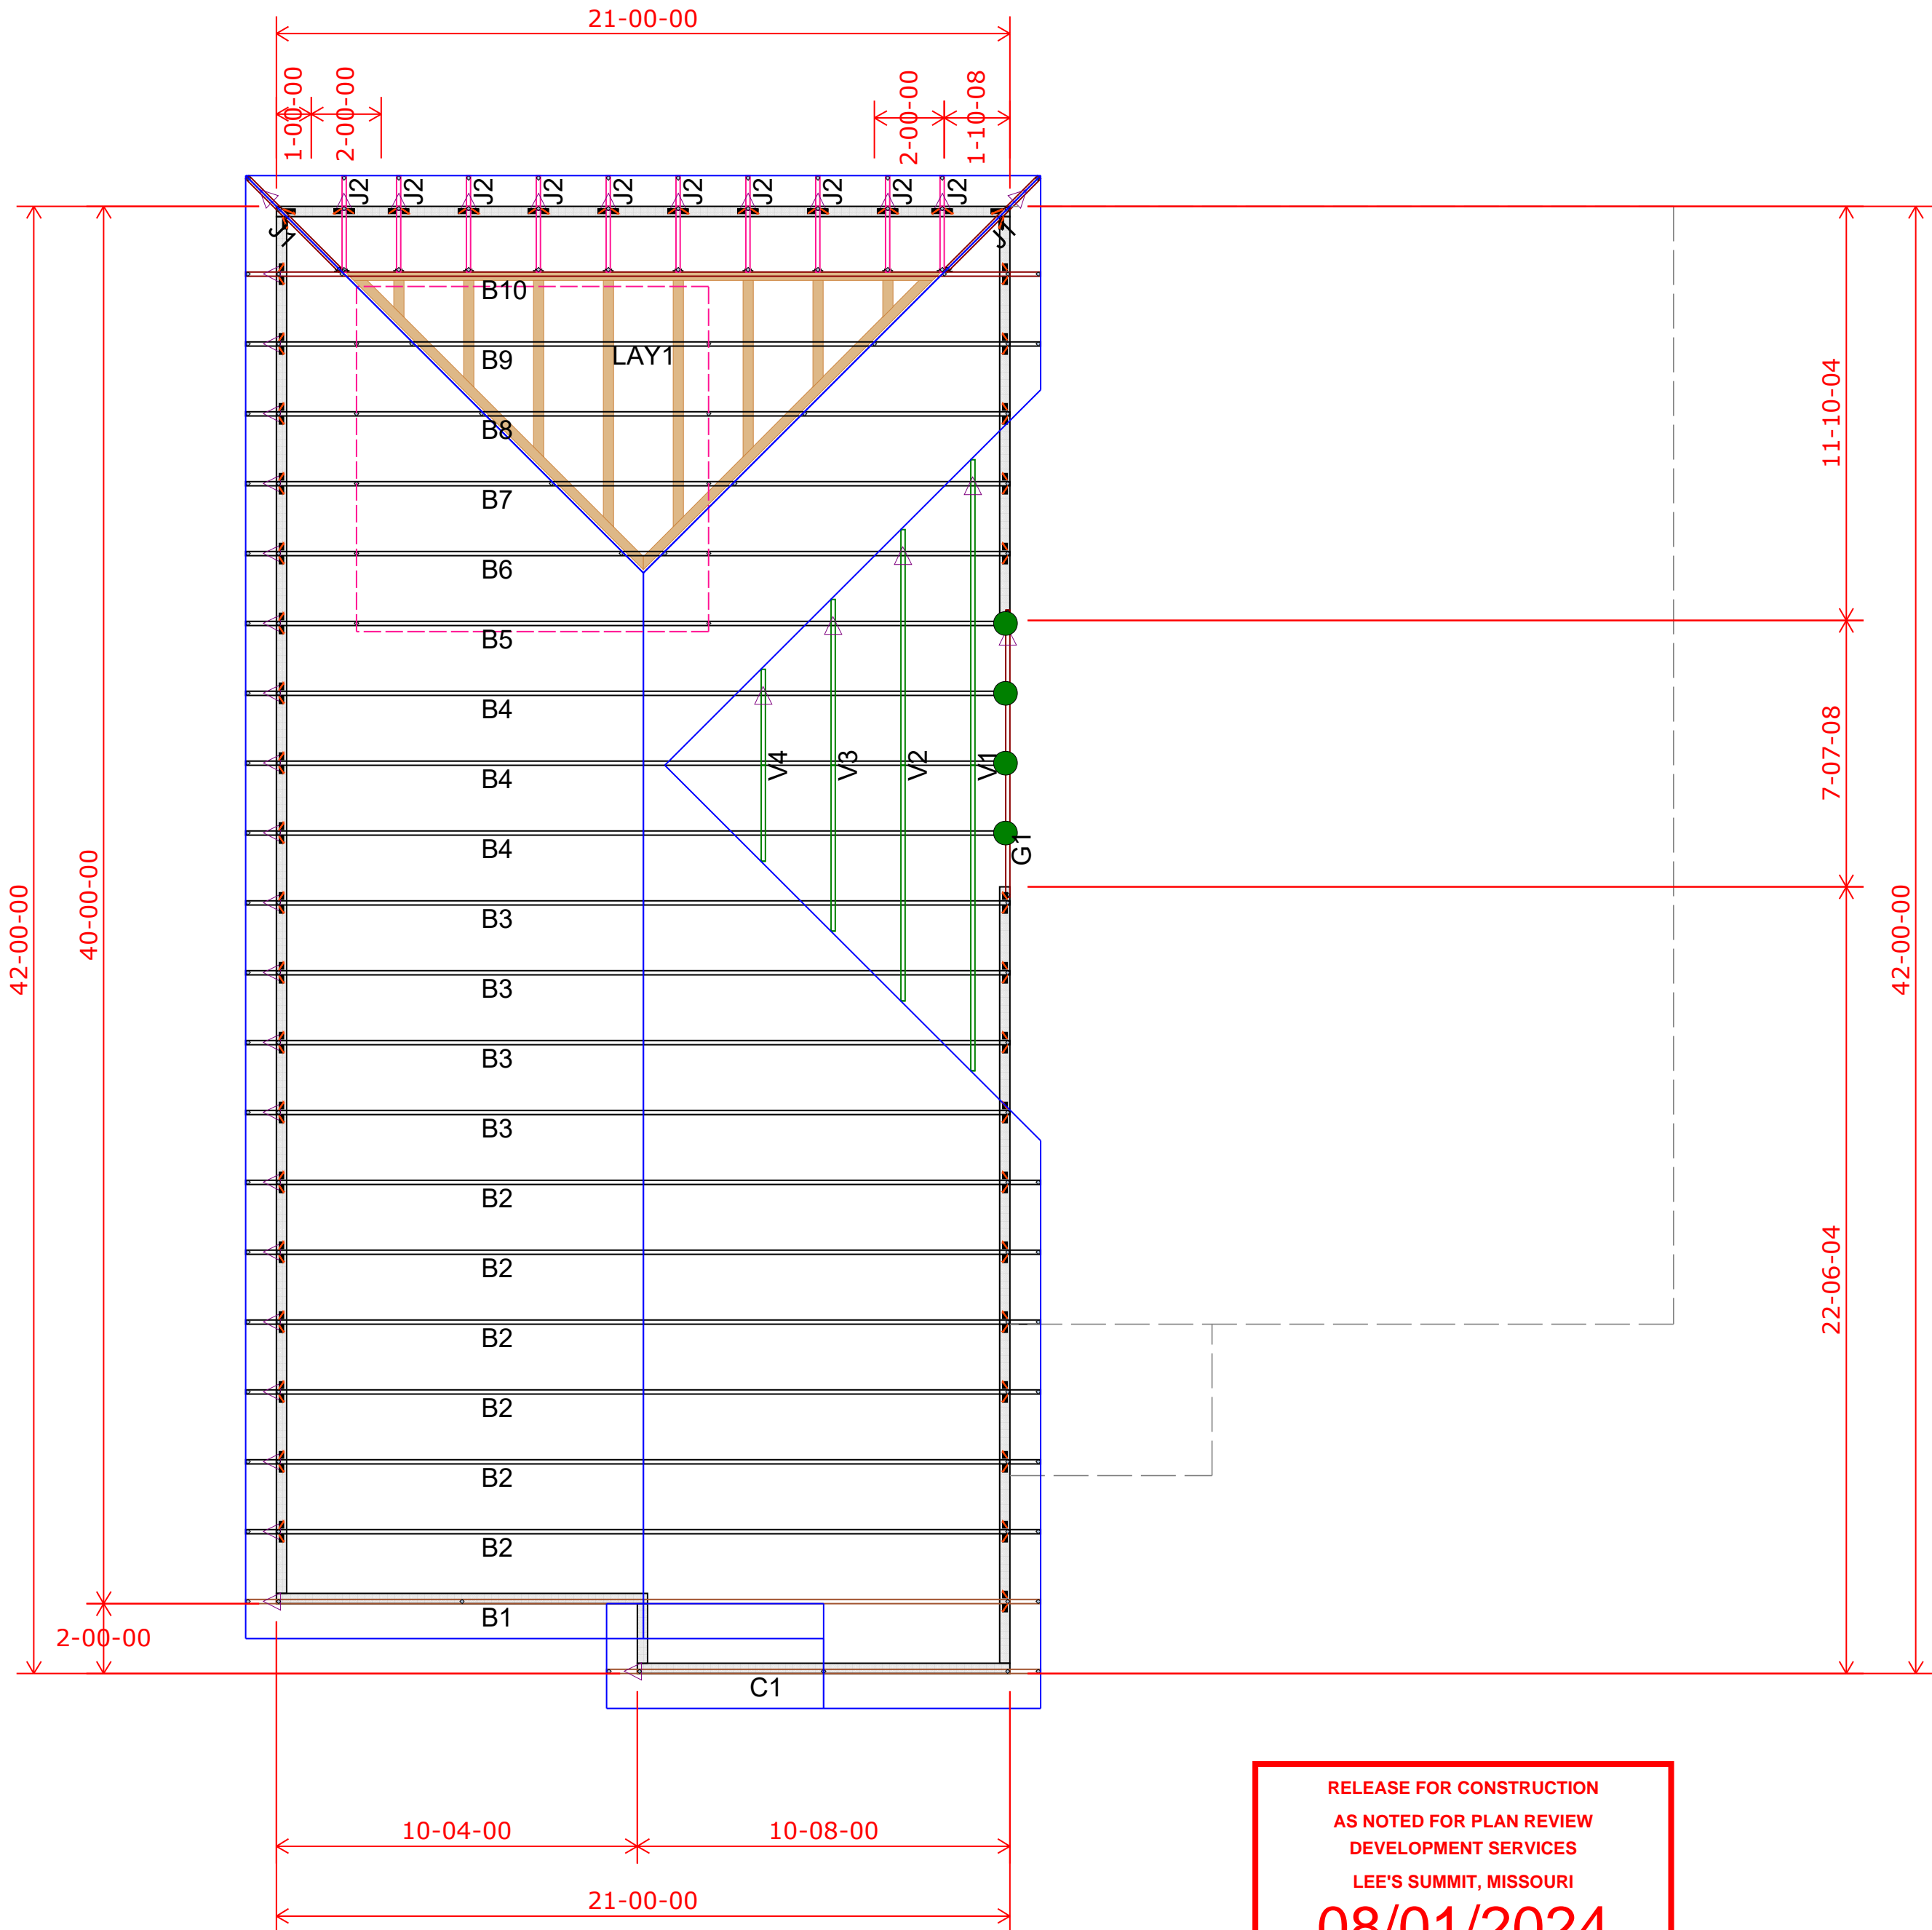 21-00-00
1-00-00
2-00-00
2-00-00
1-10-08
J2
J2
J2
J2
J2
J2
J2
J2
J2
J2
J1
J1
B10
LAY1
B9
B8
B7
B6
B5
B4
B4
B4
V4
V3
V2
V1
G1
B3
B3
B3
B3
B2
B2
B2
B2
B2
B2
B1
C1
42-00-00
40-00-00
2-00-00
11-10-04
7-07-08
22-06-04
42-00-00
10-04-00
10-08-00
21-00-00
RELEASE FOR CONSTRUCTION
AS NOTED FOR PLAN REVIEW
DEVELOPMENT SERVICES
LEE'S SUMMIT, MISSOURI
08/01/2024